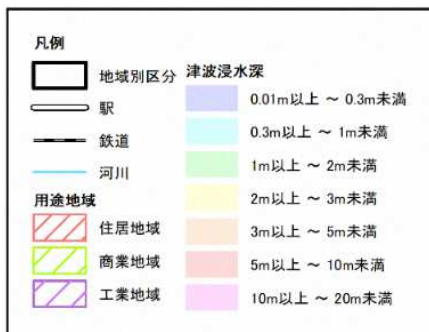 凡例
地域別区分
駅
鉄道
河川
用途地域
住居地域
商業地域
工業地域
津波浸水深
0.01m以上 ~ 0.3m未満
0.3m以上 ~ 1m未満
1m以上 ~ 2m未満
2m以上 ~ 3m未満
3m以上 ~ 5m未満
5m以上 ~ 10m未満
10m以上 ~ 20m未満